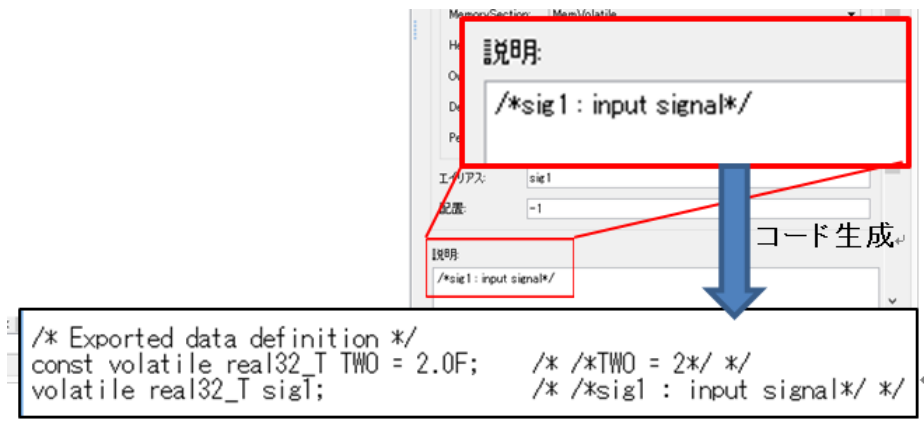 MemorySection: MemVolatile
説明:
/*sig1 : input signal*/
エイリアス: sig1
配置: -1
コード生成
説明:
/*sig1 : input signal*/
/* Exported data definition */
const volatile real32_T TWO = 2.0F; /* /*TWO = 2*/ */
volatile real32_T sig1; /* /*sig1 : input signal*/ */